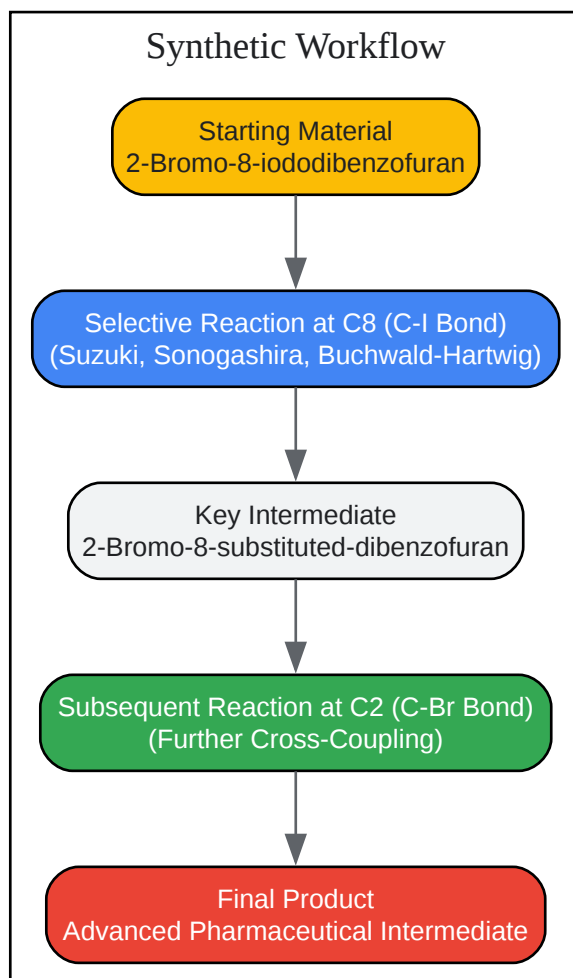 Synthetic Workflow
Starting Material
2-Bromo-8-iododibenzofuran
Selective Reaction at C8 (C-I Bond)
(Suzuki, Sonogashira, Buchwald-Hartwig)
Key Intermediate
2-Bromo-8-substituted-dibenzofuran
Subsequent Reaction at C2 (C-Br Bond)
(Further Cross-Coupling)
Final Product
Advanced Pharmaceutical Intermediate